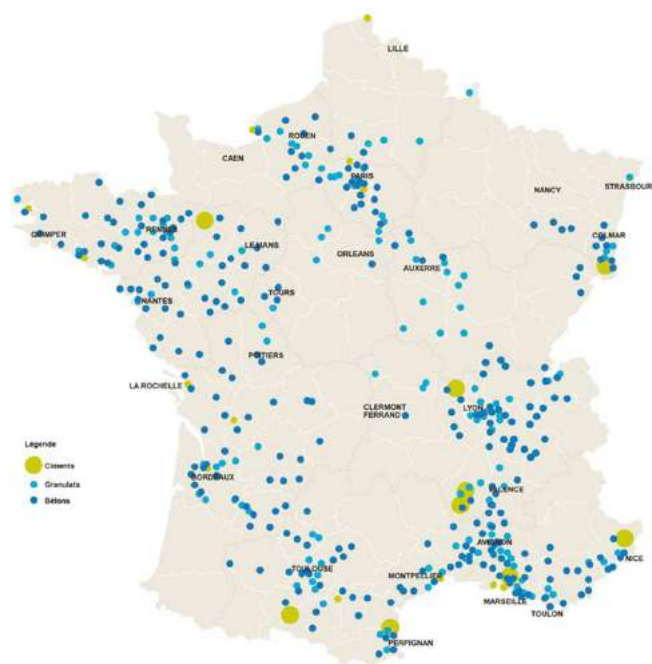 LILLE
ROUEN
CAEN
PARIS
NANCY
STRASBOUR
COLMAR
QUIMPER
RENNES
LE MANS
ORLEANS
AUXERRE
NANTES
TOURS
POITIERS
LA ROCHELLE
CLERMONT
FERRAND
LYON
Légende
Ciments
Granulats
Bétons
BORDEAUX
VALENCE
AVIGNON
NICE
TOULOUSE
MONTPELLIER
MARSEILLE
TOULON
PERPIGNAN